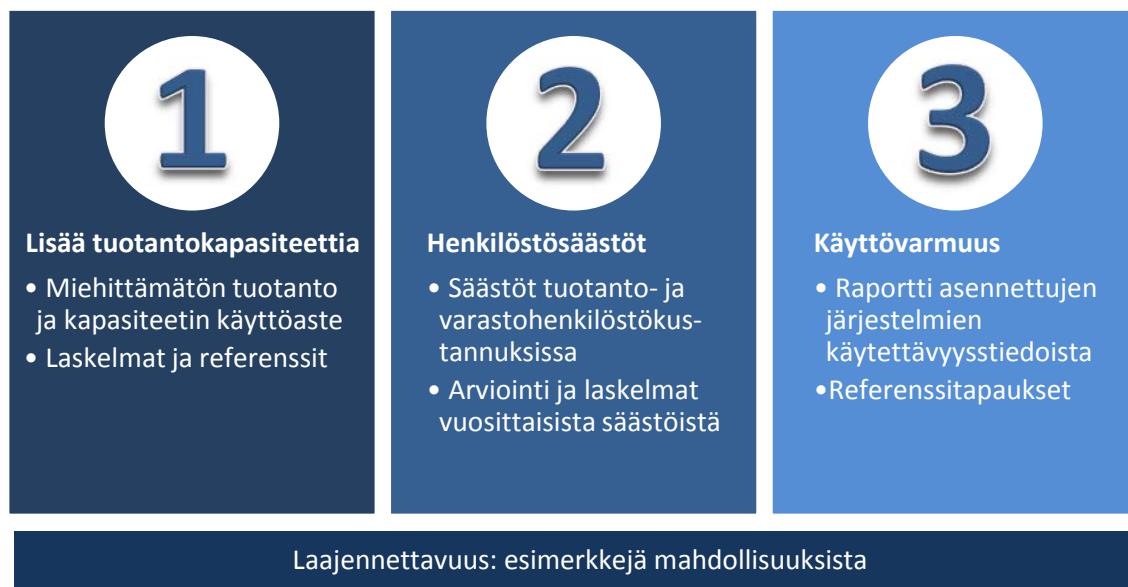 1
Lisää tuotantokapasiteettia
• Miehittämätön tuotanto
ja kapasiteetin käyttöaste
• Laskelmat ja referenssit
2
Henkilöstösäästöt
• Säästöt tuotanto- ja
varastohenkilöstökus-
tannuksissa
• Arviointi ja laskelmat
vuosittaisista säästöistä
3
Käyttövarmuus
• Raportti asennettujen
järjestelmien
käytettävyysstiedoista
•Referenssitapaukset
Laajennettavuus: esimerkkejä mahdollisuuksista